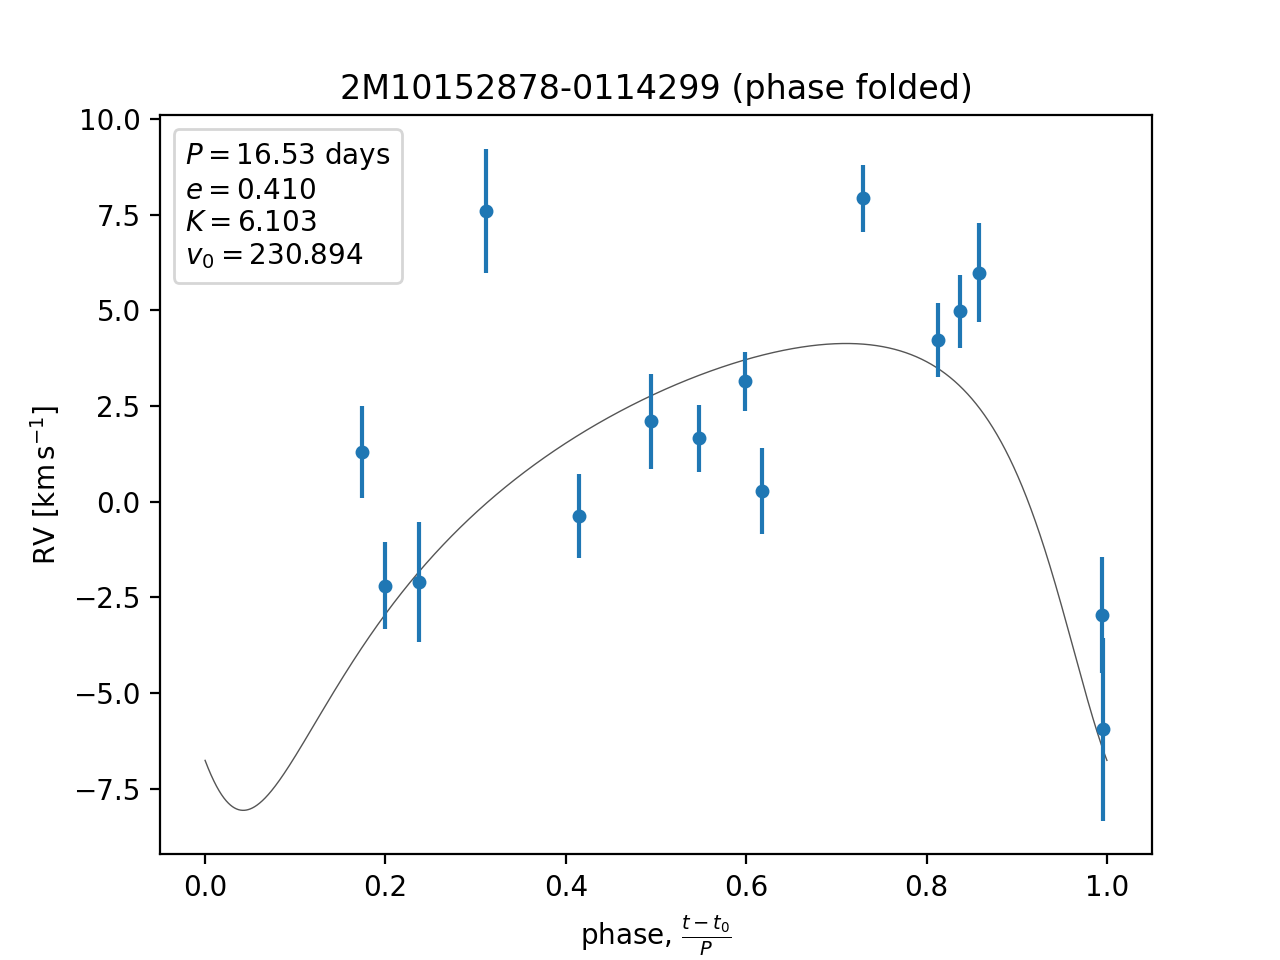 2M10152878-0114299 (phase folded)
P = 16.53 days
e = 0.410
K = 6.103
v₀ = 230.894
10.0
7.5
5.0
2.5
0.0
−2.5
−5.0
−7.5
RV [km s⁻¹]
0.0 0.2 0.4 0.6 0.8 1.0
phase, (t − t₀)/P